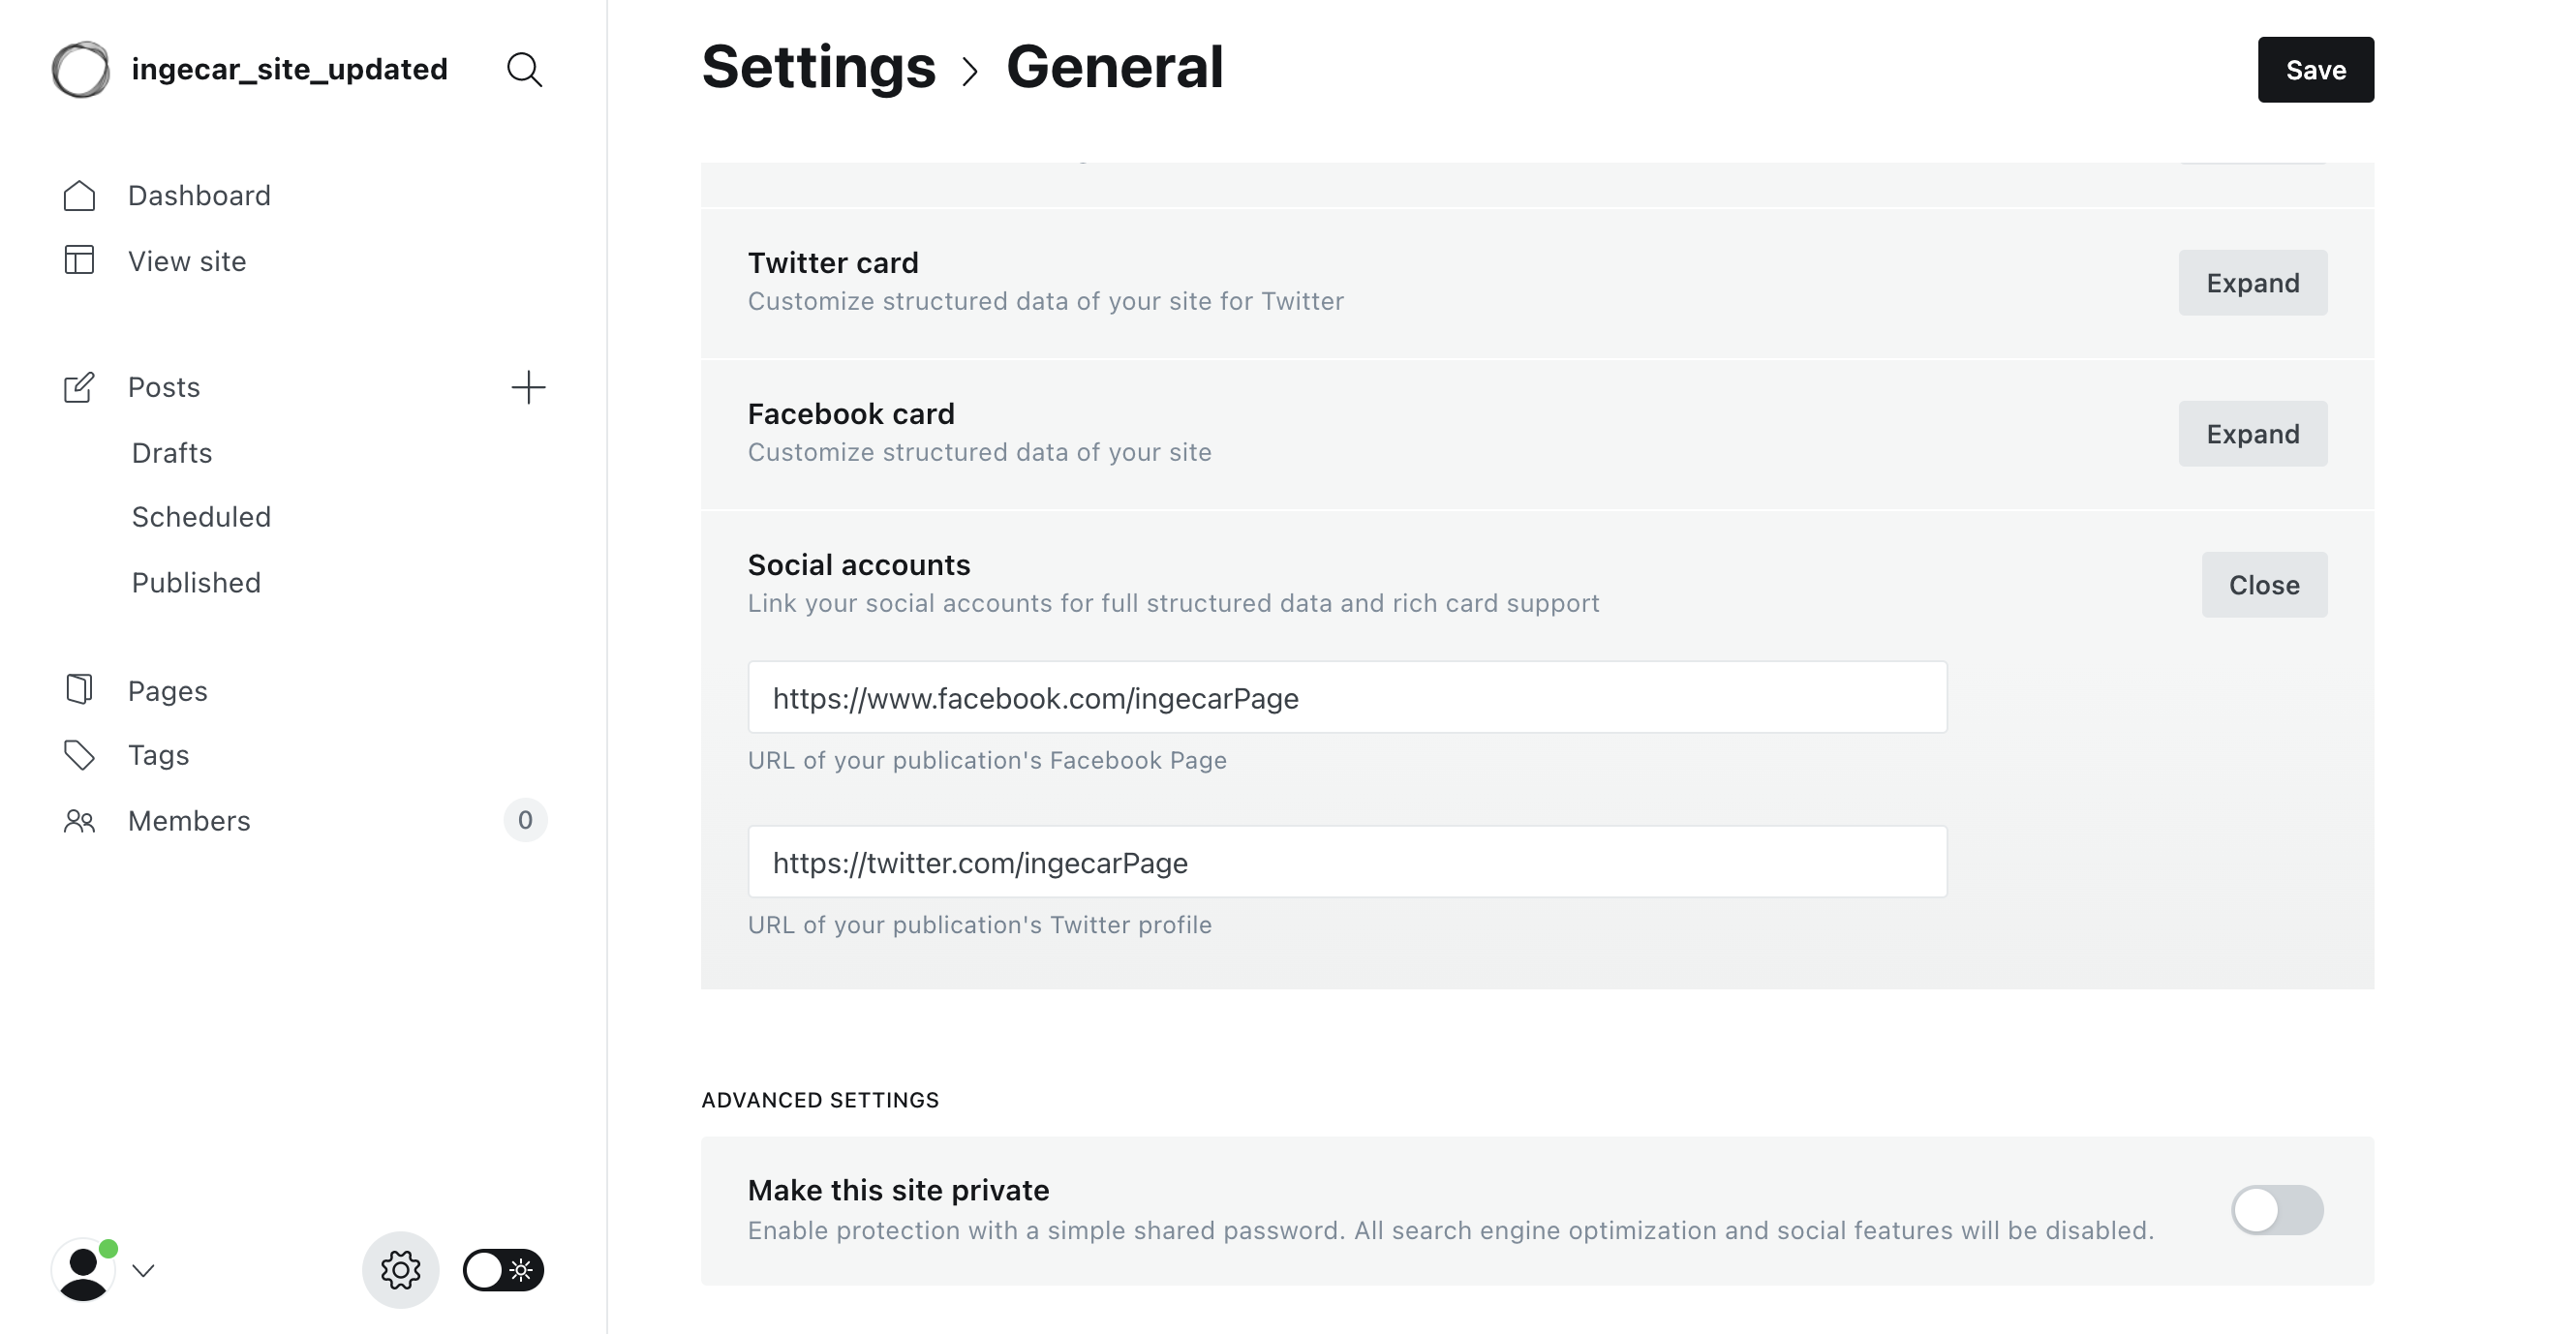 ingecar_site_updated
Dashboard
View site
Posts
Drafts
Scheduled
Published
Pages
Tags
Members
0
Settings > General
Save
Twitter card
Customize structured data of your site for Twitter
Expand
Facebook card
Customize structured data of your site
Expand
Social accounts
Link your social accounts for full structured data and rich card support
Close
https://www.facebook.com/ingecarPage
URL of your publication's Facebook Page
https://twitter.com/ingecarPage
URL of your publication's Twitter profile
ADVANCED SETTINGS
Make this site private
Enable protection with a simple shared password. All search engine optimization and social features will be disabled.